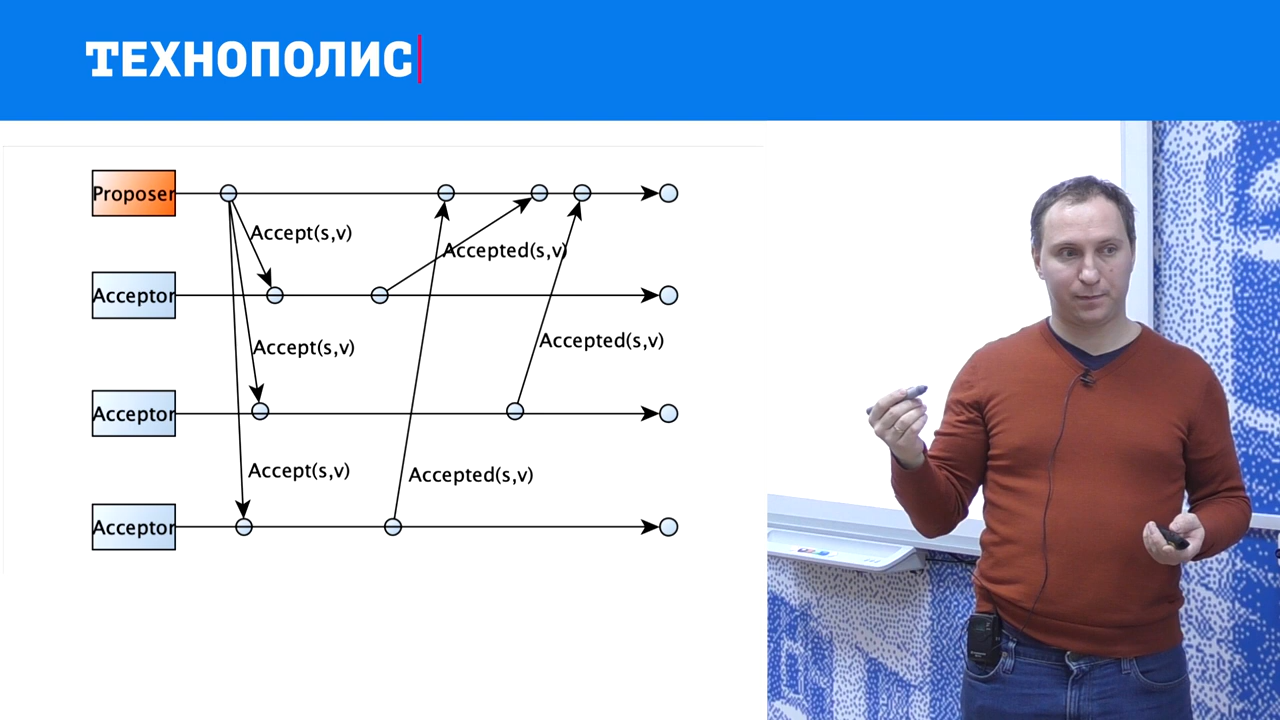 ТЕХНОПОЛИС
Proposer
Accept(s,v)
Accepted(s,v)
Acceptor
Accept(s,v)
Accepted(s,v)
Acceptor
Accept(s,v)
Accepted(s,v)
Acceptor